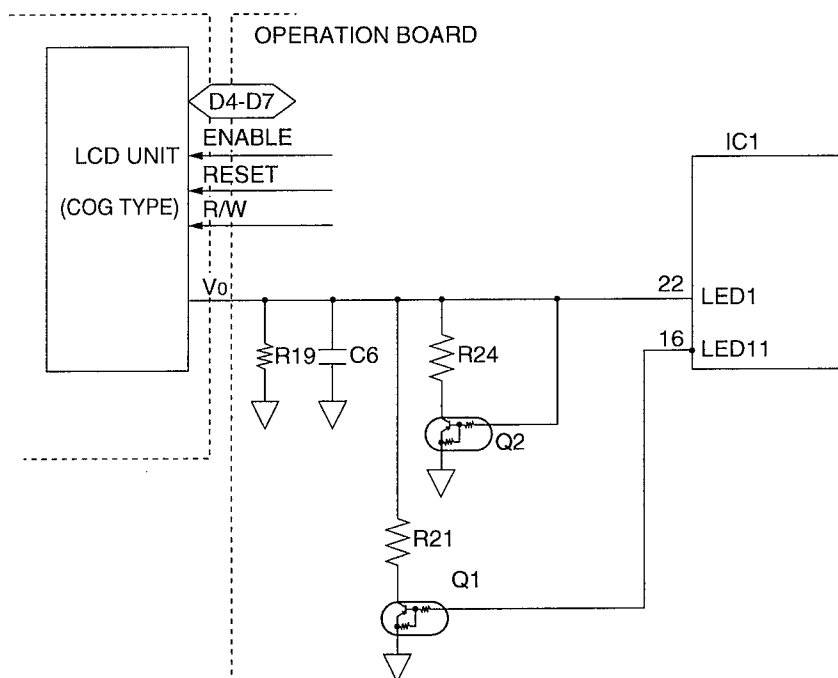 OPERATION BOARD
D4-D7
IC1
LCD UNIT
ENABLE
(COG TYPE)
RESET
R/W
V0
22
LED1
16
LED11
R19
C6
R24
Q2
R21
Q1